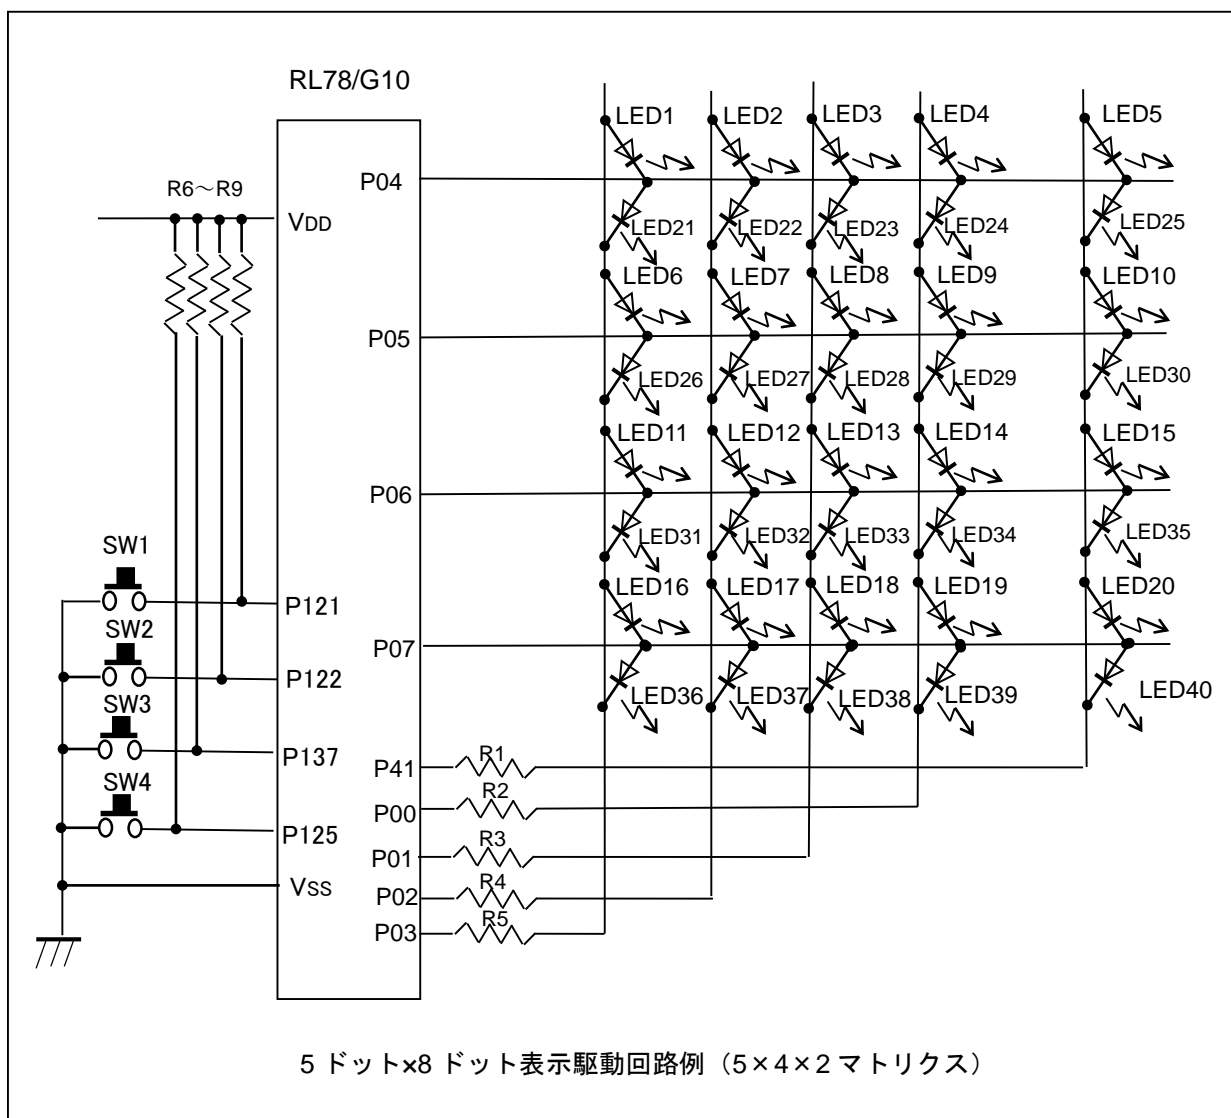 RL78/G10
LED1 LED2 LED3 LED4 LED5
P04
R6～R9
VDD
LED21 LED22 LED23 LED24 LED25
LED6 LED7 LED8 LED9 LED10
P05
LED26 LED27 LED28 LED29 LED30
LED11 LED12 LED13 LED14 LED15
P06
LED31 LED32 LED33 LED34 LED35
SW1
LED16 LED17 LED18 LED19 LED20
P121
SW2
P07
P122
LED36 LED37 LED38 LED39 LED40
SW3
P137
P41 R1
SW4
P00 R2
P125
P01 R3
VSS
P02 R4
P03 R5
5 ドット×8 ドット表示駆動回路例（5×4×2 マトリクス）